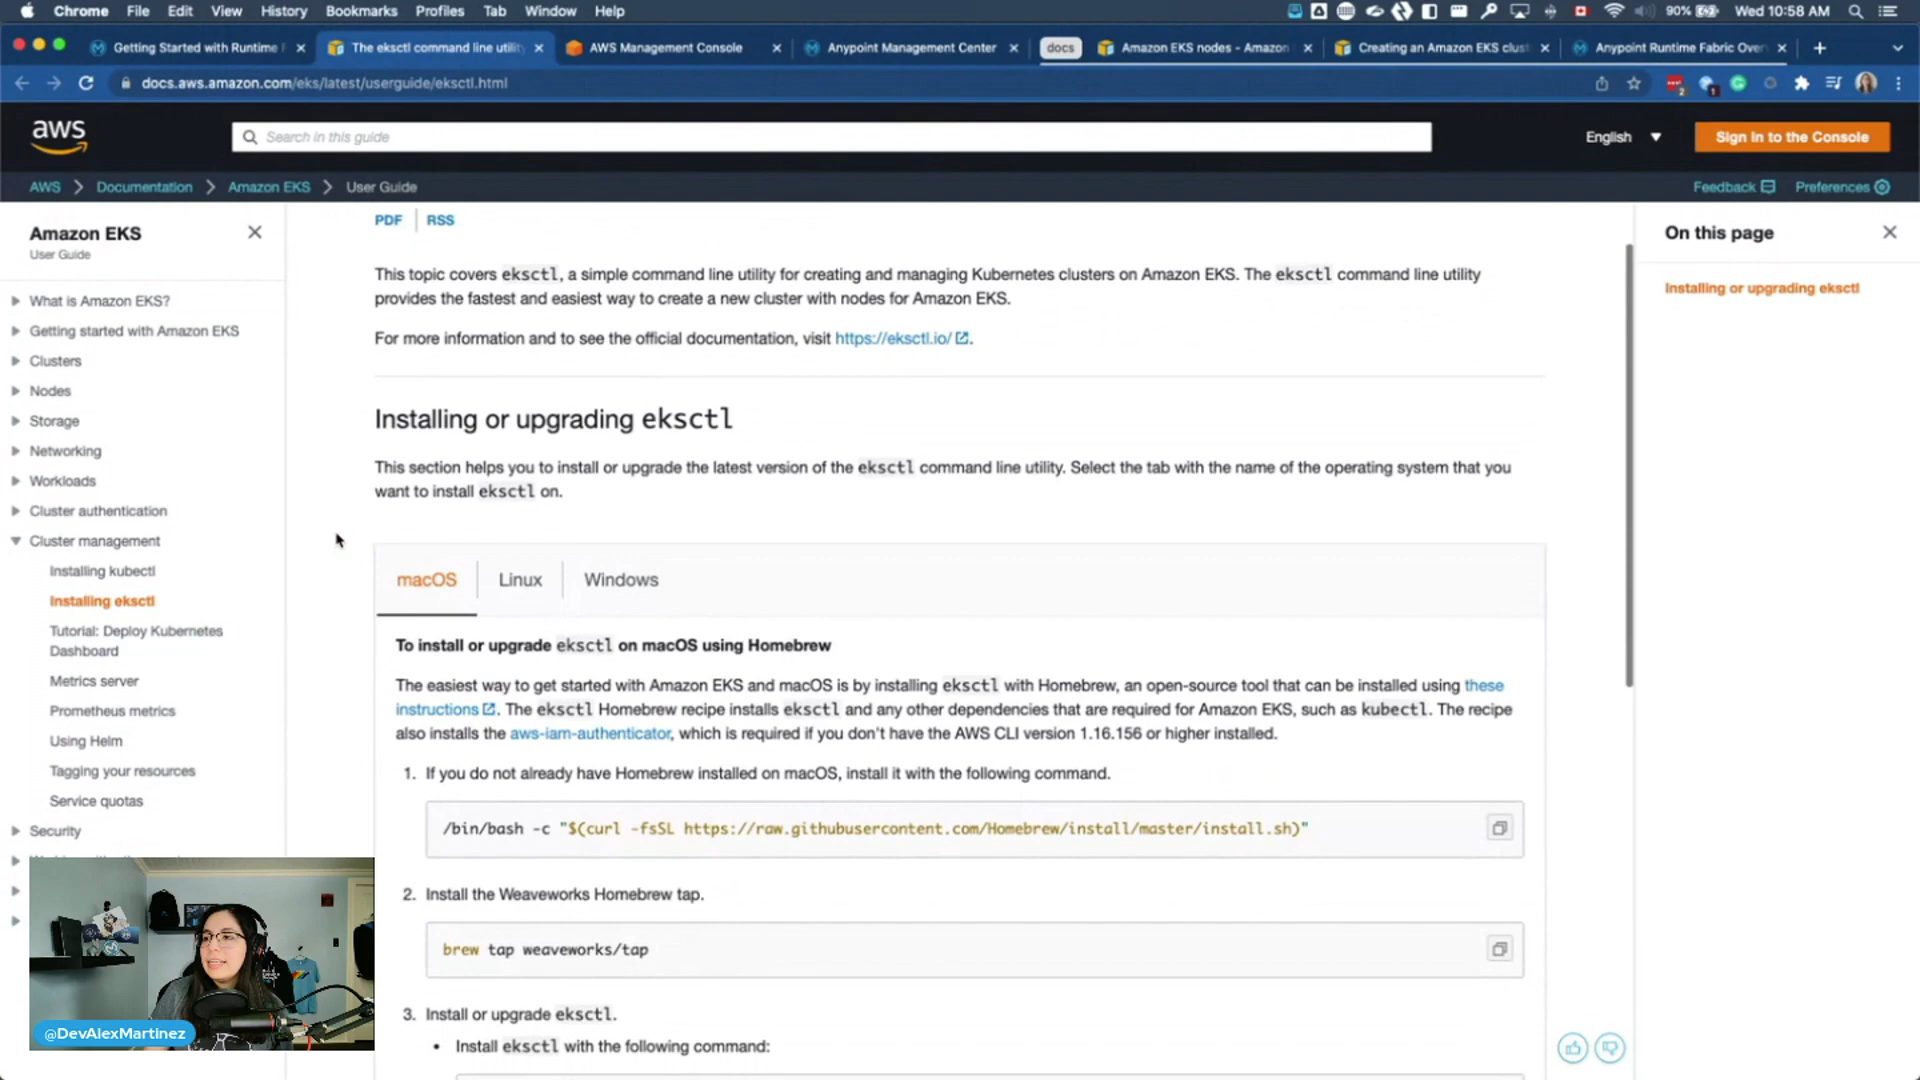 Chrome File Edit View History Bookmarks Profiles Tab Window Help 90% Wed 10:58 AM
Getting Started with Runtime F The eksctl command line utilit AWS Management Console Anypoint Management Center docs Amazon EKS nodes - Amazon Creating an Amazon EKS clust Anypoint Runtime Fabric Over
docs.aws.amazon.com/eks/latest/userguide/eksctl.html
aws Search in this guide English Sign In to the Console
AWS Documentation Amazon EKS User Guide Feedback Preferences
Amazon EKS
User Guide
What is Amazon EKS?
Getting started with Amazon EKS
Clusters
Nodes
Storage
Networking
Workloads
Cluster authentication
Cluster management
Installing kubectl
Installing eksctl
Tutorial: Deploy Kubernetes
Dashboard
Metrics server
Prometheus metrics
Using Helm
Tagging your resources
Service quotas
Security
@DevAlexMartinez
PDF RSS
This topic covers eksctl, a simple command line utility for creating and managing Kubernetes clusters on Amazon EKS. The eksctl command line utility
provides the fastest and easiest way to create a new cluster with nodes for Amazon EKS.
For more information and to see the official documentation, visit https://eksctl.io/.
Installing or upgrading eksctl
This section helps you to install or upgrade the latest version of the eksctl command line utility. Select the tab with the name of the operating system that you
want to install eksctl on.
macOS Linux Windows
To install or upgrade eksctl on macOS using Homebrew
The easiest way to get started with Amazon EKS and macOS is by installing eksctl with Homebrew, an open-source tool that can be installed using these
instructions. The eksctl Homebrew recipe installs eksctl and any other dependencies that are required for Amazon EKS, such as kubectl. The recipe
also installs the aws-iam-authenticator, which is required if you don't have the AWS CLI version 1.16.156 or higher installed.
1. If you do not already have Homebrew installed on macOS, install it with the following command.
/bin/bash -c "$(curl -fsSL https://raw.githubusercontent.com/Homebrew/install/master/install.sh)"
2. Install the Weaveworks Homebrew tap.
brew tap weaveworks/tap
3. Install or upgrade eksctl.
• Install eksctl with the following command:
On this page
Installing or upgrading eksctl